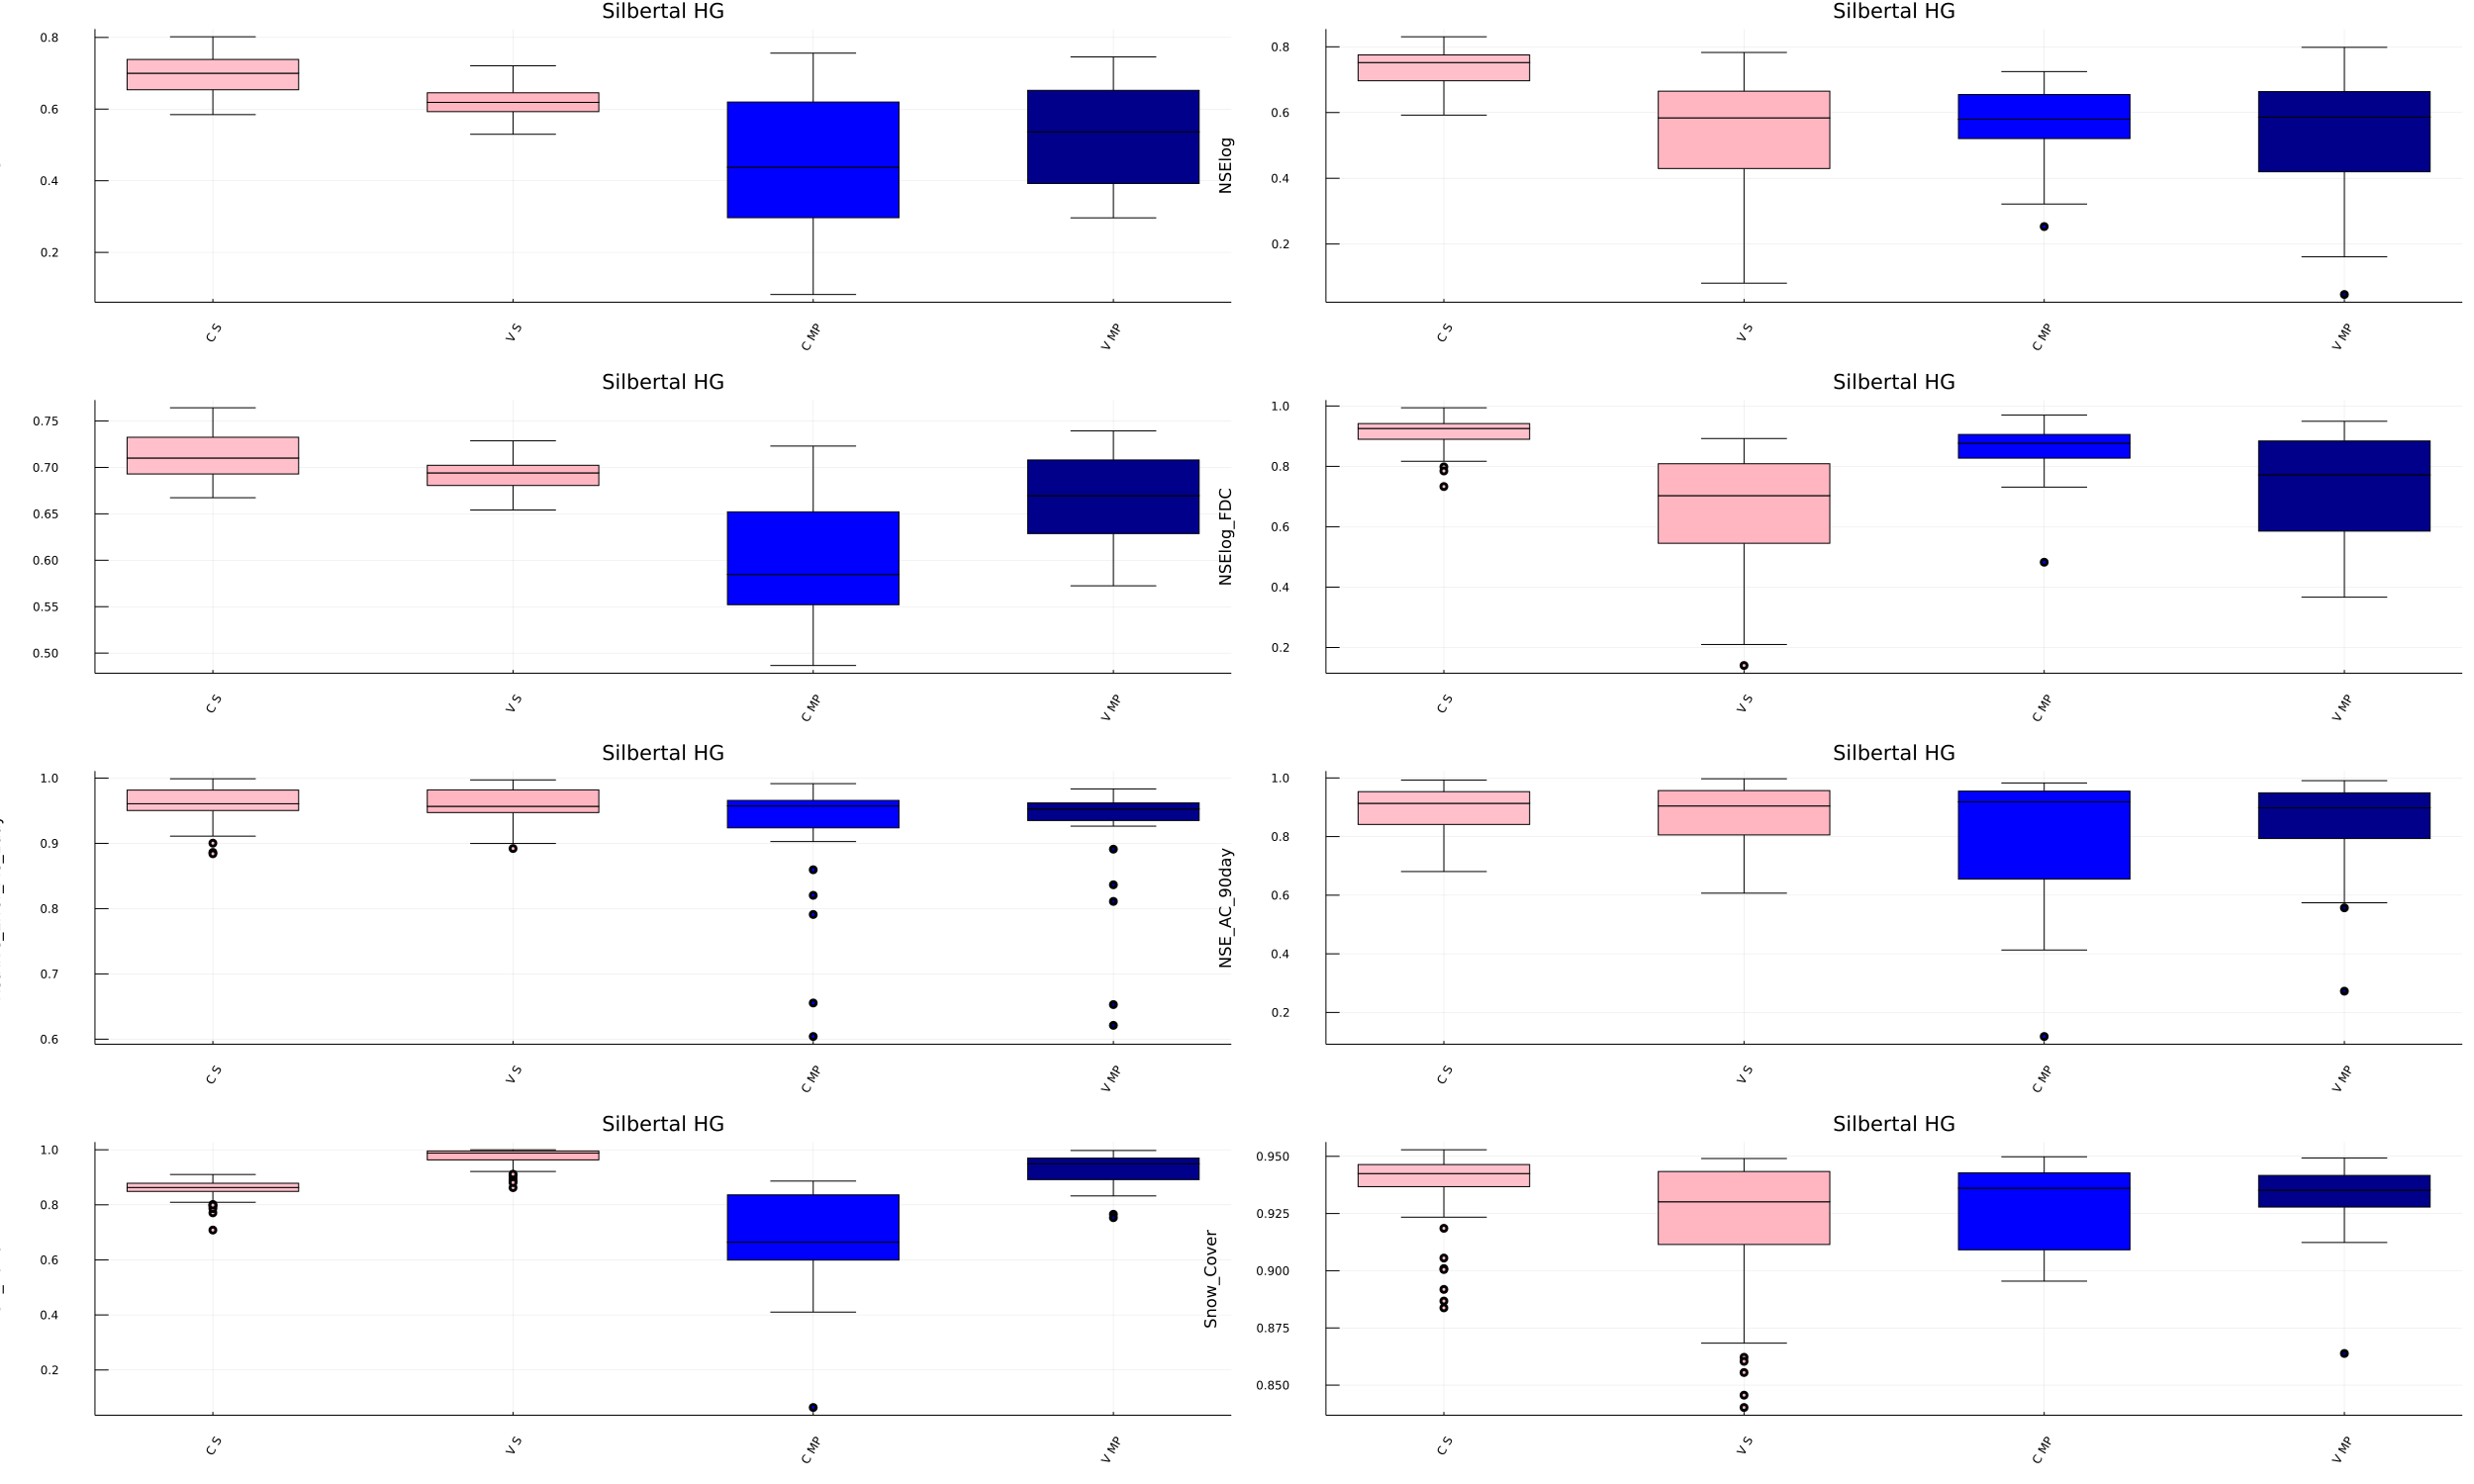 Silbertal HG
0.8
0.6
0.4
0.2
C S
V S
C MP
V MP
Silbertal HG
NSElog
0.8
0.6
0.4
0.2
C S
V S
C MP
V MP
Silbertal HG
0.75
0.70
0.65
0.60
0.55
0.50
C S
V S
C MP
V MP
Silbertal HG
NSElog_FDC
1.0
0.8
0.6
0.4
0.2
C S
V S
C MP
V MP
Silbertal HG
1.0
0.9
0.8
0.7
0.6
C S
V S
C MP
V MP
Silbertal HG
NSE_AC_90day
1.0
0.8
0.6
0.4
0.2
C S
V S
C MP
V MP
Silbertal HG
1.0
0.8
0.6
0.4
0.2
C S
V S
C MP
V MP
Silbertal HG
Snow_Cover
0.950
0.925
0.900
0.875
0.850
C S
V S
C MP
V MP